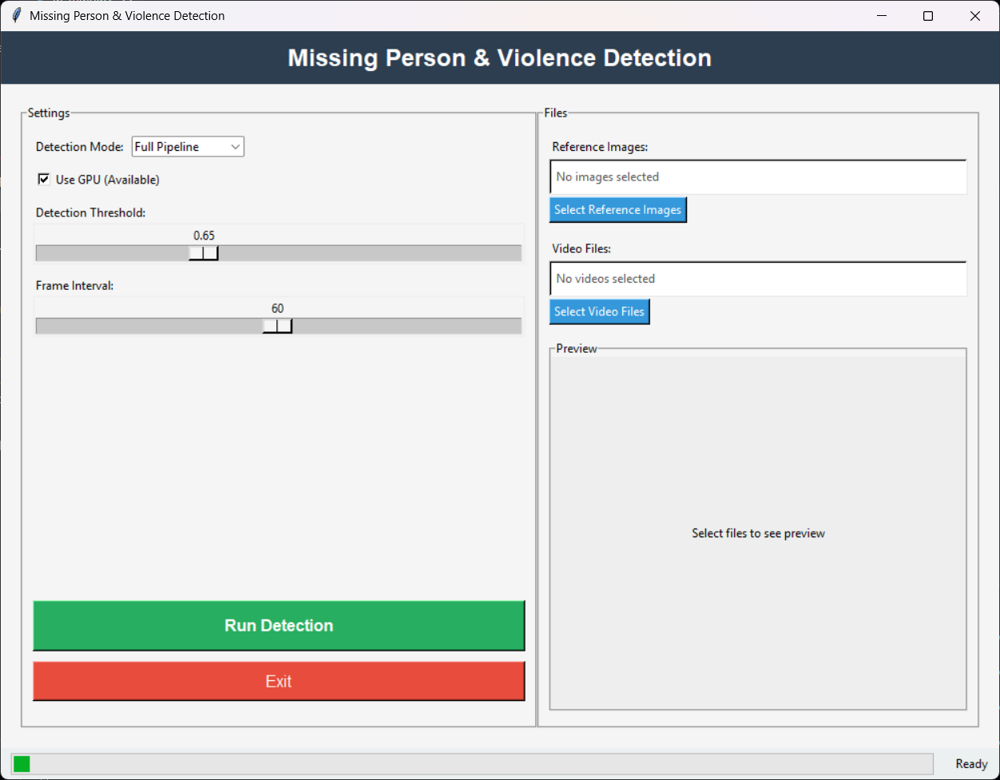 Missing Person & Violence Detection
Missing Person & Violence Detection
Settings
Detection Mode: Full Pipeline
Use GPU (Available)
Detection Threshold:
0.65
Frame Interval:
60
Run Detection
Exit
Files
Reference Images:
No images selected
Select Reference Images
Video Files:
No videos selected
Select Video Files
Preview
Select files to see preview
Ready